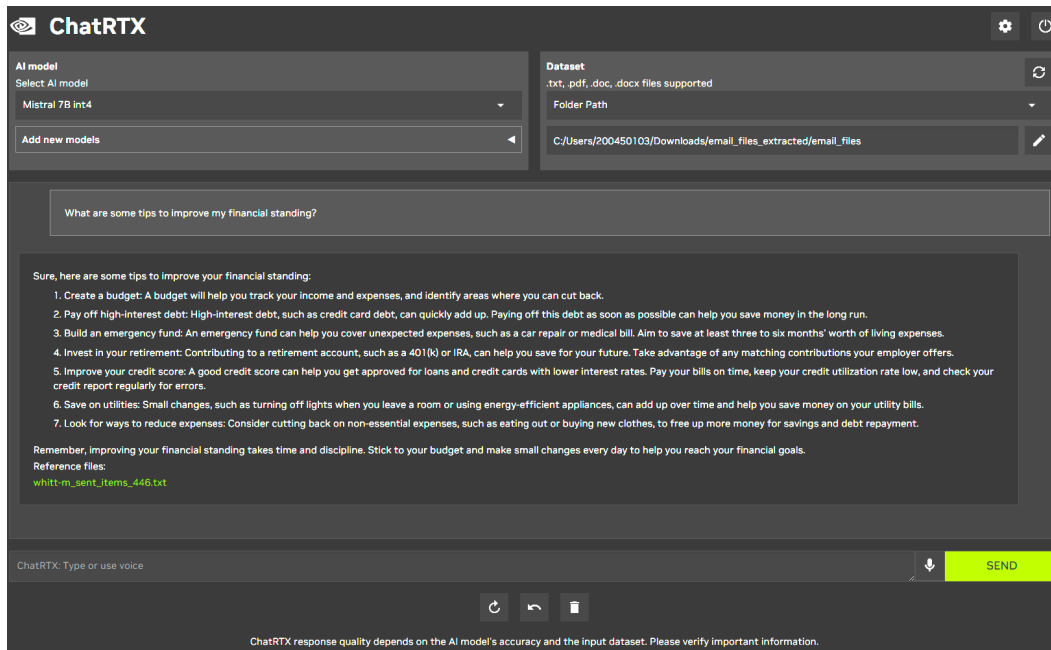 ChatRTX
AI model
Select AI model
Mistral 7B int4
Add new models
Dataset
.txt, .pdf, .doc, .docx files supported
Folder Path
C:/Users/200450103/Downloads/email_files_extracted/email_files
What are some tips to improve my financial standing?
Sure, here are some tips to improve your financial standing:
1. Create a budget: A budget will help you track your income and expenses, and identify areas where you can cut back.
2. Pay off high-interest debt: High-interest debt, such as credit card debt, can quickly add up. Paying off this debt as soon as possible can help you save money in the long run.
3. Build an emergency fund: An emergency fund can help you cover unexpected expenses, such as a car repair or medical bill. Aim to save at least three to six months' worth of living expenses.
4. Invest in your retirement: Contributing to a retirement account, such as a 401(k) or IRA, can help you save for your future. Take advantage of any matching contributions your employer offers.
5. Improve your credit score: A good credit score can help you get approved for loans and credit cards with lower interest rates. Pay your bills on time, keep your credit utilization rate low, and check your
credit report regularly for errors.
6. Save on utilities: Small changes, such as turning off lights when you leave a room or using energy-efficient appliances, can add up over time and help you save money on your utility bills.
7. Look for ways to reduce expenses: Consider cutting back on non-essential expenses, such as eating out or buying new clothes, to free up more money for savings and debt repayment.
Remember, improving your financial standing takes time and discipline. Stick to your budget and make small changes every day to help you reach your financial goals.
Reference files:
whitt-m_sent_items_446.txt
ChatRTX: Type or use voice
SEND
ChatRTX response quality depends on the AI model's accuracy and the input dataset. Please verify important information.